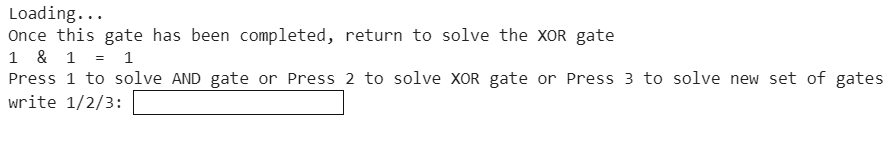 Loading...
Once this gate has been completed, return to solve the XOR gate
1 & 1 = 1
Press 1 to solve AND gate or Press 2 to solve XOR gate or Press 3 to solve new set of gates
write 1/2/3: